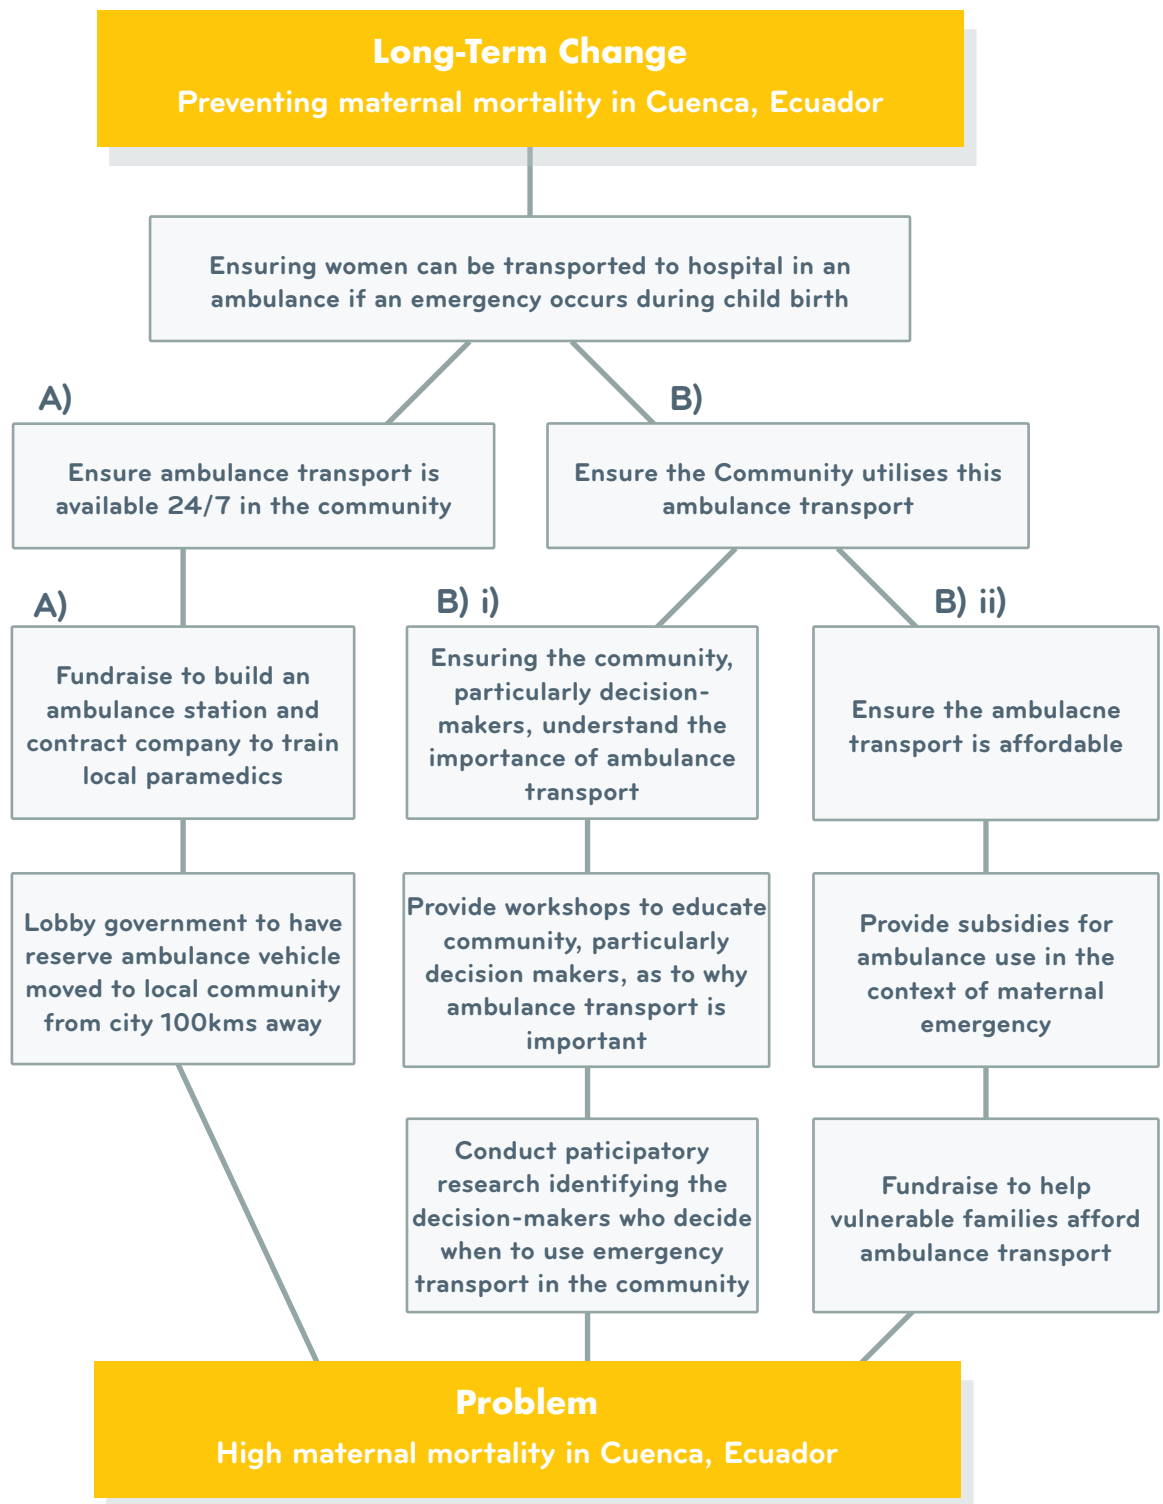 Long-Term Change
Preventing maternal mortality in Cuenca, Ecuador
Ensuring women can be transported to hospital in an
ambulance if an emergency occurs during child birth
A)
Ensure ambulance transport is
available 24/7 in the community
B)
Ensure the Community utilises this
ambulance transport
A)
Fundraise to build an
ambulance station and
contract company to train
local paramedics
Lobby government to have
reserve ambulance vehicle
moved to local community
from city 100kms away
B) i)
Ensuring the community,
particularly decision-
makers, understand the
importance of ambulance
transport
Provide workshops to educate
community, particularly
decision makers, as to why
ambulance transport is
important
Conduct paticipatory
research identifying the
decision-makers who decide
when to use emergency
transport in the community
B) ii)
Ensure the ambulacne
transport is affordable
Provide subsidies for
ambulance use in the
context of maternal
emergency
Fundraise to help
vulnerable families afford
ambulance transport
Problem
High maternal mortality in Cuenca, Ecuador